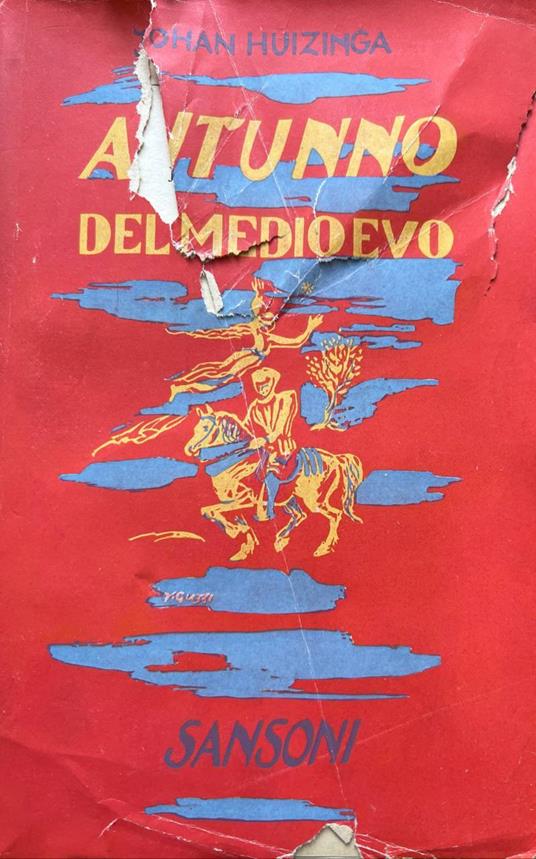 JOHAN HUIZINGA
AUTUNNO
DEL MEDIO EVO
SANSONI